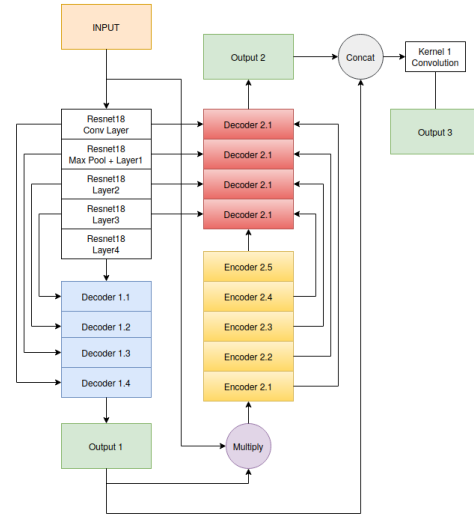 INPUT
Output 2
Concat
Kernel 1
Convolution
Output 3
Resnet18
Conv Layer
Resnet18
Max Pool + Layer1
Resnet18
Layer2
Resnet18
Layer3
Resnet18
Layer4
Decoder 2.1
Decoder 2.1
Decoder 2.1
Decoder 2.1
Encoder 2.5
Encoder 2.4
Encoder 2.3
Encoder 2.2
Encoder 2.1
Decoder 1.1
Decoder 1.2
Decoder 1.3
Decoder 1.4
Output 1
Multiply